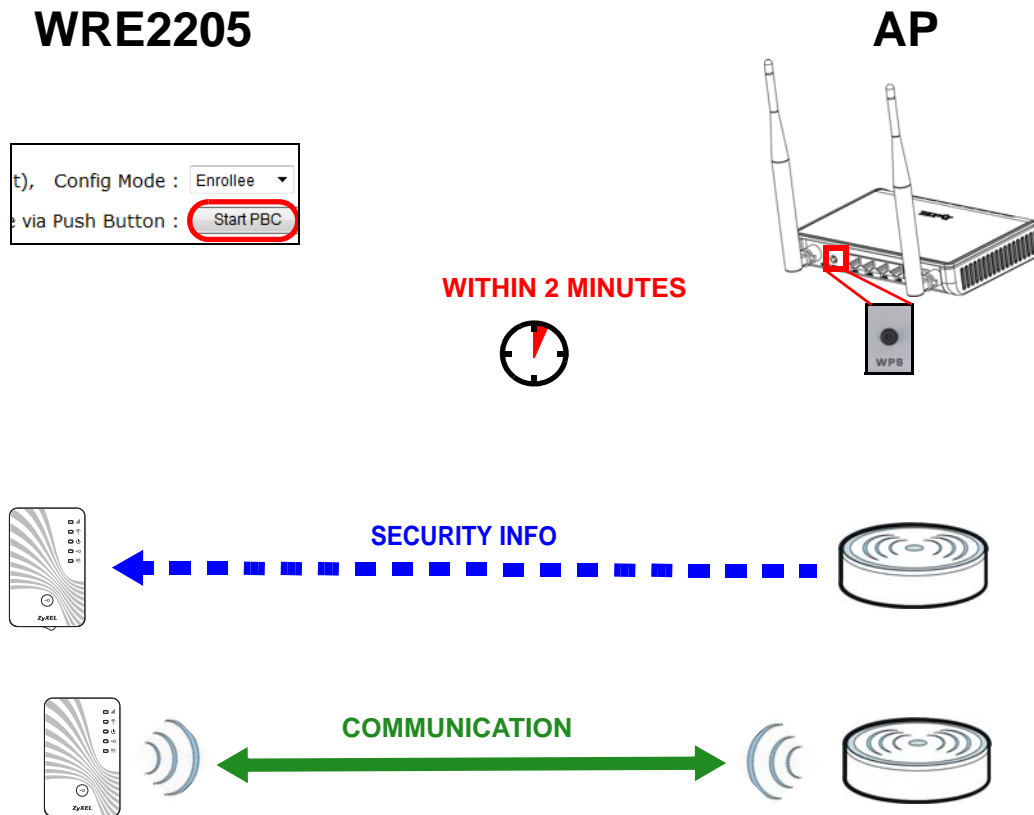 WRE2205
AP
t), Config Mode : Enrollee
via Push Button : Start PBC
WITHIN 2 MINUTES
WPS
SECURITY INFO
ZyXEL
COMMUNICATION
ZyXEL